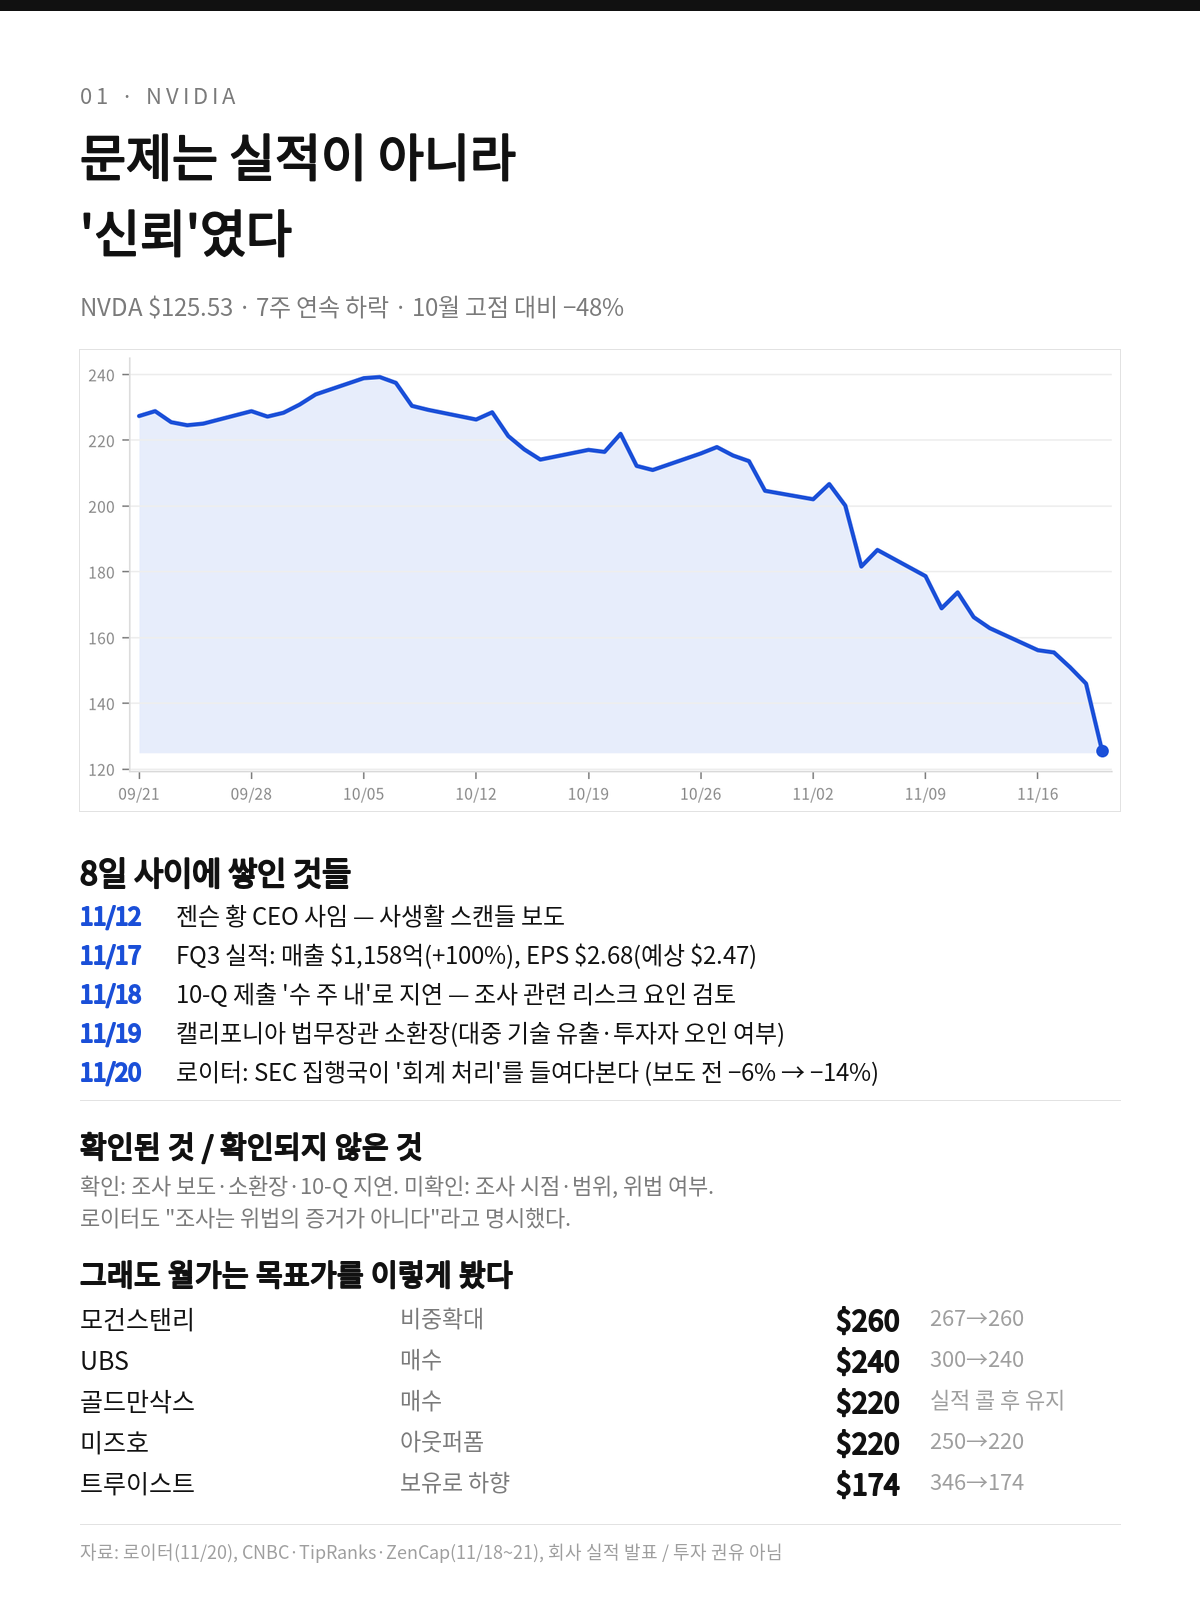 01 · NVIDIA
문제는 실적이 아니라
'신뢰'였다
NVDA $125.53 · 7주 연속 하락 · 10월 고점 대비 −48%
240
220
200
180
160
140
120
09/21 09/28 10/05 10/12 10/19 10/26 11/02 11/09 11/16
8일 사이에 쌓인 것들
11/12 젠슨 황 CEO 사임 — 사생활 스캔들 보도
11/17 FQ3 실적: 매출 $1,158억(+100%), EPS $2.68(예상 $2.47)
11/18 10-Q 제출 '수 주 내'로 지연 — 조사 관련 리스크 요인 검토
11/19 캘리포니아 법무장관 소환장(대중 기술 유출·투자자 오인 여부)
11/20 로이터: SEC 집행국이 '회계 처리'를 들여다본다 (보도 전 −6% → −14%)
확인된 것 / 확인되지 않은 것
확인: 조사 보도·소환장·10-Q 지연. 미확인: 조사 시점·범위, 위법 여부.
로이터도 "조사는 위법의 증거가 아니다"라고 명시했다.
그래도 월가는 목표가를 이렇게 봤다
모건스탠리 비중확대 $260 267→260
UBS 매수 $240 300→240
골드만삭스 매수 $220 실적 콜 후 유지
미즈호 아웃퍼폼 $220 250→220
트루이스트 보유로 하향 $174 346→174
자료: 로이터(11/20), CNBC·TipRanks·ZenCap(11/18~21), 회사 실적 발표 / 투자 권유 아님